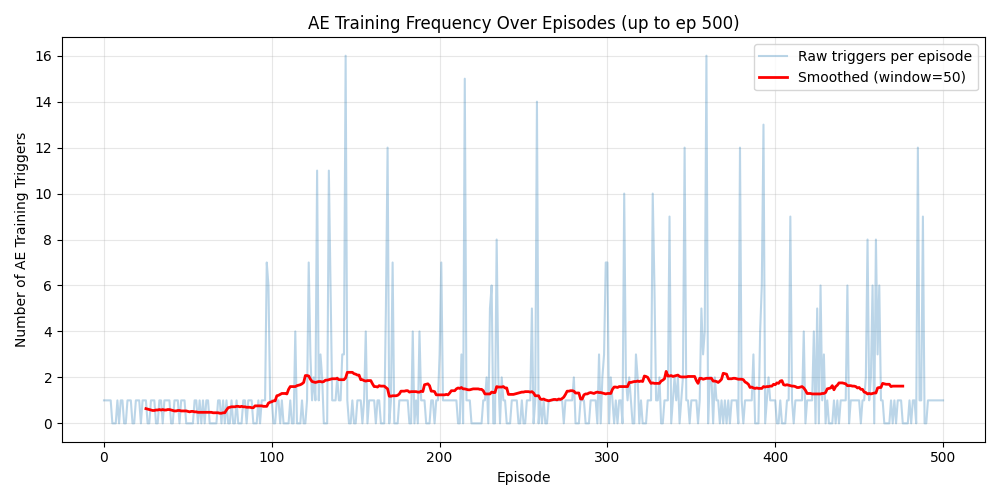 AE Training Frequency Over Episodes (up to ep 500)
Raw triggers per episode
Smoothed (window=50)
Number of AE Training Triggers
16
14
12
10
8
6
4
2
0
0 100 200 300 400 500
Episode